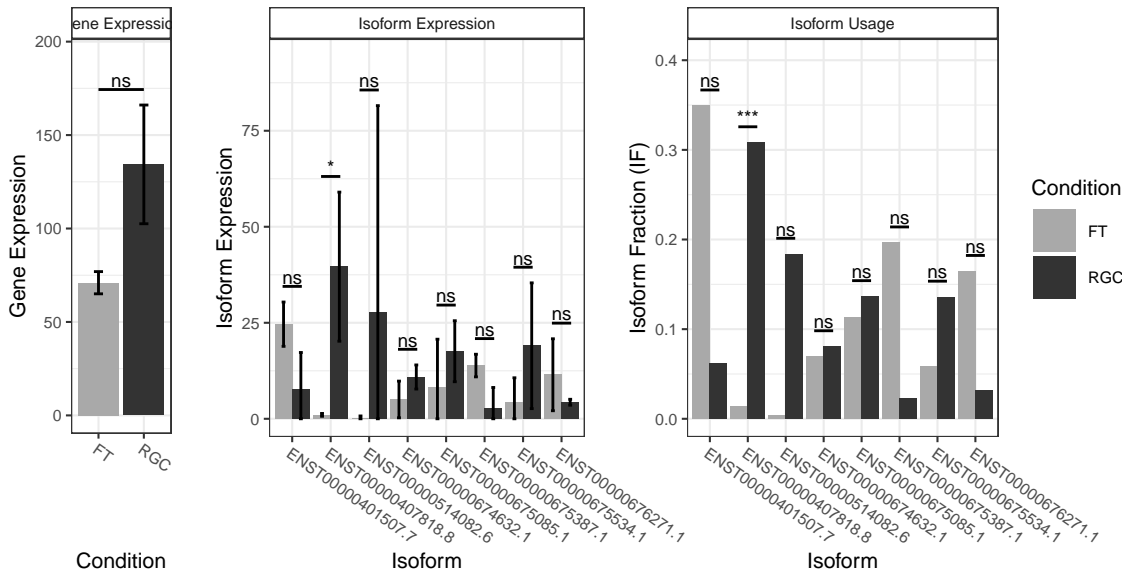 ene Expressio
Gene Expression
200
150
100
50
0
ns
FT
RGC
Condition
Isoform Expression
Isoform Expression
75
50
25
0
ns
*
ns
ns
ns
ns
ns
ns
ENST00000401507.7
ENST00000407818.8
ENST00000514082.6
ENST00000674632.1
ENST00000675085.1
ENST00000675387.1
ENST00000675534.1
ENST00000676271.1
Isoform
Isoform Usage
Isoform Fraction (IF)
0.4
0.3
0.2
0.1
0.0
ns
***
ns
ns
ns
ns
ns
ns
ENST00000401507.7
ENST00000407818.8
ENST00000514082.6
ENST00000674632.1
ENST00000675085.1
ENST00000675387.1
ENST00000675534.1
ENST00000676271.1
Isoform
Condition
FT
RGC